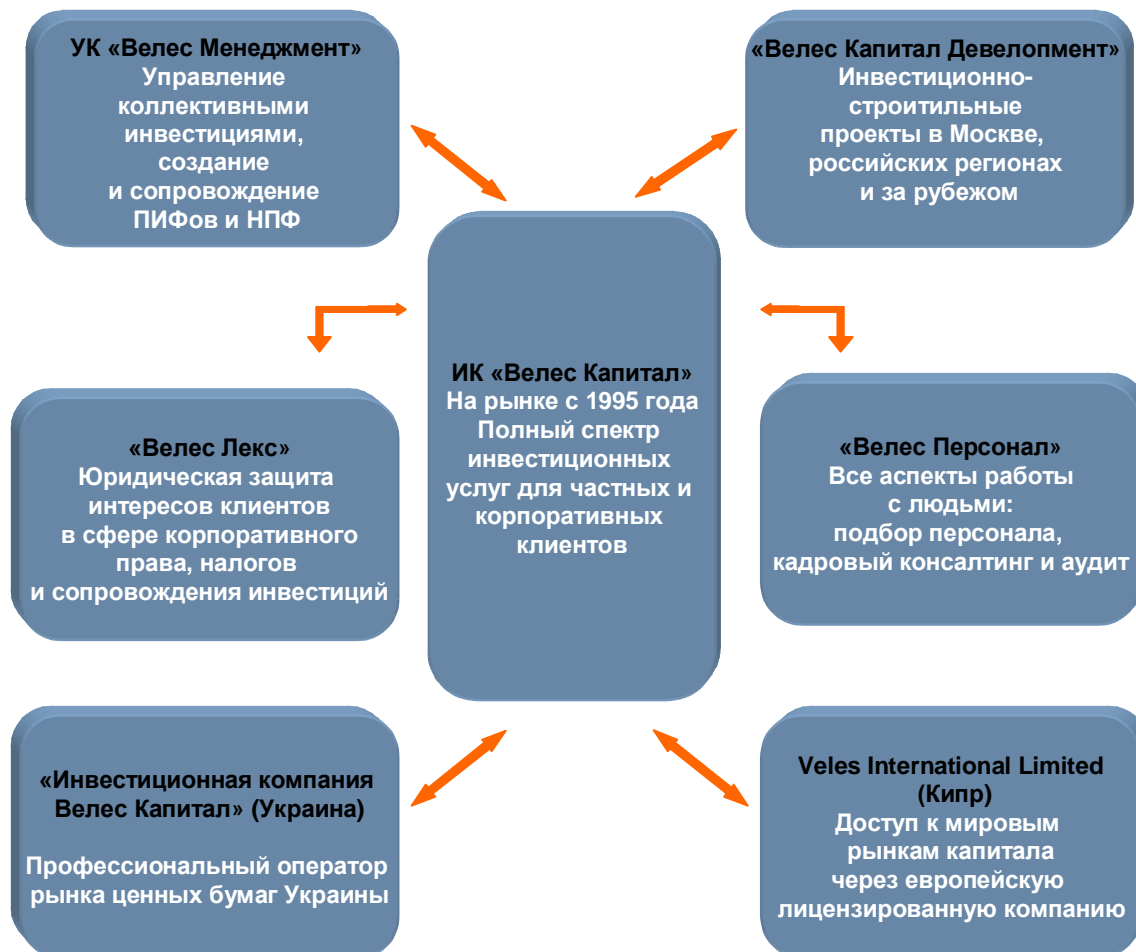 УК «Велес Менеджмент»
Управление
коллективными
инвестициями,
создание
и сопровождение
ПИФов и НПФ
«Велес Капитал Девелопмент»
Инвестиционно-
строитильные
проекты в Москве,
российских регионах
и за рубежом
ИК «Велес Капитал»
На рынке с 1995 года
Полный спектр
инвестиционных
услуг для частных и
корпоративных
клиентов
«Велес Лекс»
Юридическая защита
интересов клиентов
в сфере корпоративного
права, налогов
и сопровождения инвестиций
«Велес Персонал»
Все аспекты работы
с людьми:
подбор персонала,
кадровый консалтинг и аудит
«Инвестиционная компания
Велес Капитал» (Украина)
Профессиональный оператор
рынка ценных бумаг Украины
Veles International Limited
(Кипр)
Доступ к мировым
рынкам капитала
через европейскую
лицензированную компанию